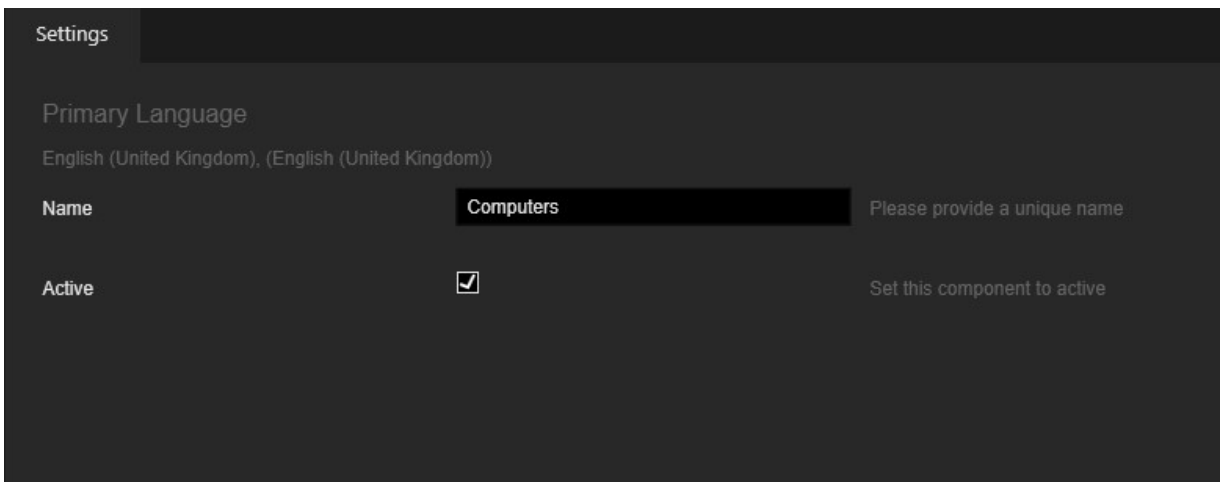 Settings
Primary Language
English (United Kingdom), (English (United Kingdom))
Name Computers Please provide a unique name
Active Set this component to active